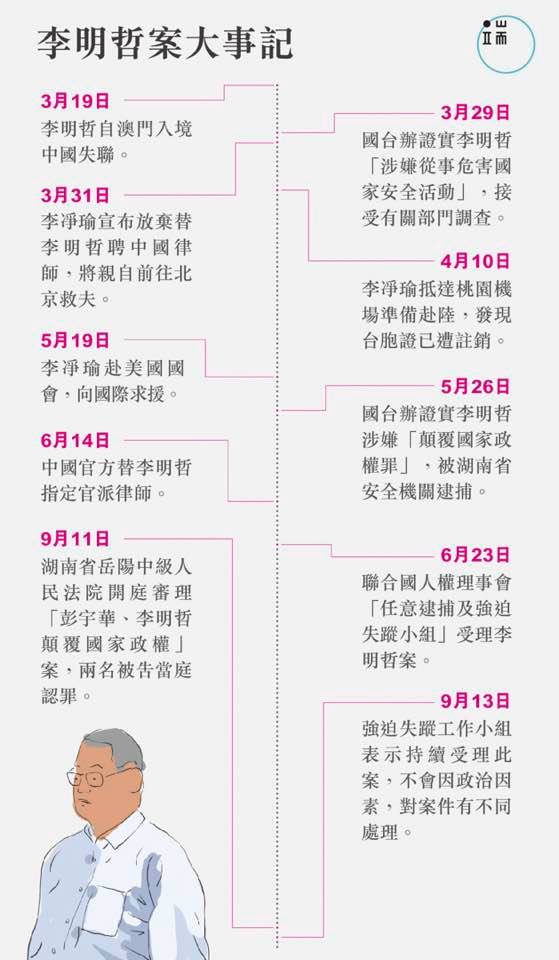 李明哲案大事記
端
3月19日
李明哲自澳門入境
中國失聯。
3月29日
國台辦證實李明哲
「涉嫌從事危害國
家安全活動」，接
受有關部門調查。
3月31日
李凈瑜宣布放棄替
李明哲聘中國律
師，將親自前往北
京救夫。
4月10日
李凈瑜抵達桃園機
場準備赴陸，發現
台胞證已遭註銷。
5月19日
李凈瑜赴美國國
會，向國際求援。
5月26日
國台辦證實李明哲
涉嫌「顛覆國家政
權罪」，被湖南省
安全機關逮捕。
6月14日
中國官方替李明哲
指定官派律師。
6月23日
聯合國人權理事會
「任意逮捕及強迫
失蹤小組」受理李
明哲案。
9月11日
湖南省岳陽中級人
民法院開庭審理
「彭宇華、李明哲
顛覆國家政權」
案，兩名被告當庭
認罪。
9月13日
強迫失蹤工作小組
表示持續受理此
案，不會因政治因
素，對案件有不同
處理。